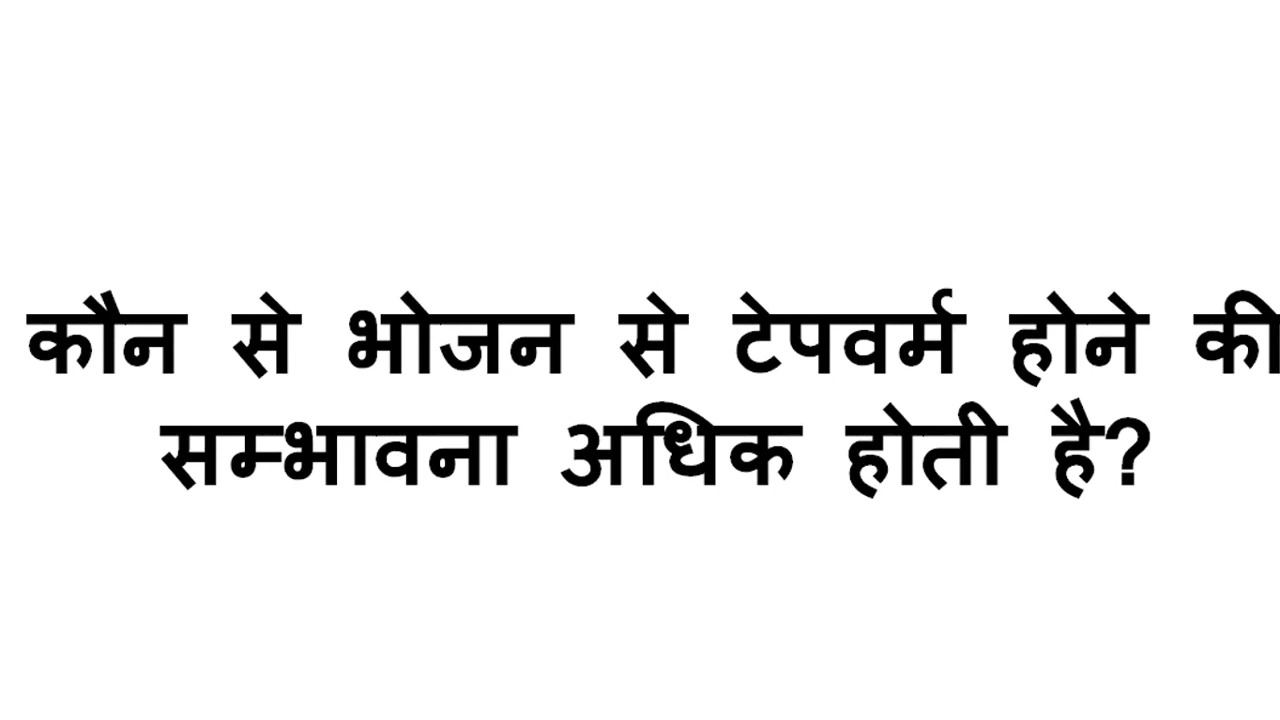 कौन से भोजन से टेपवर्म होने की
सम्भावना अधिक होती है?